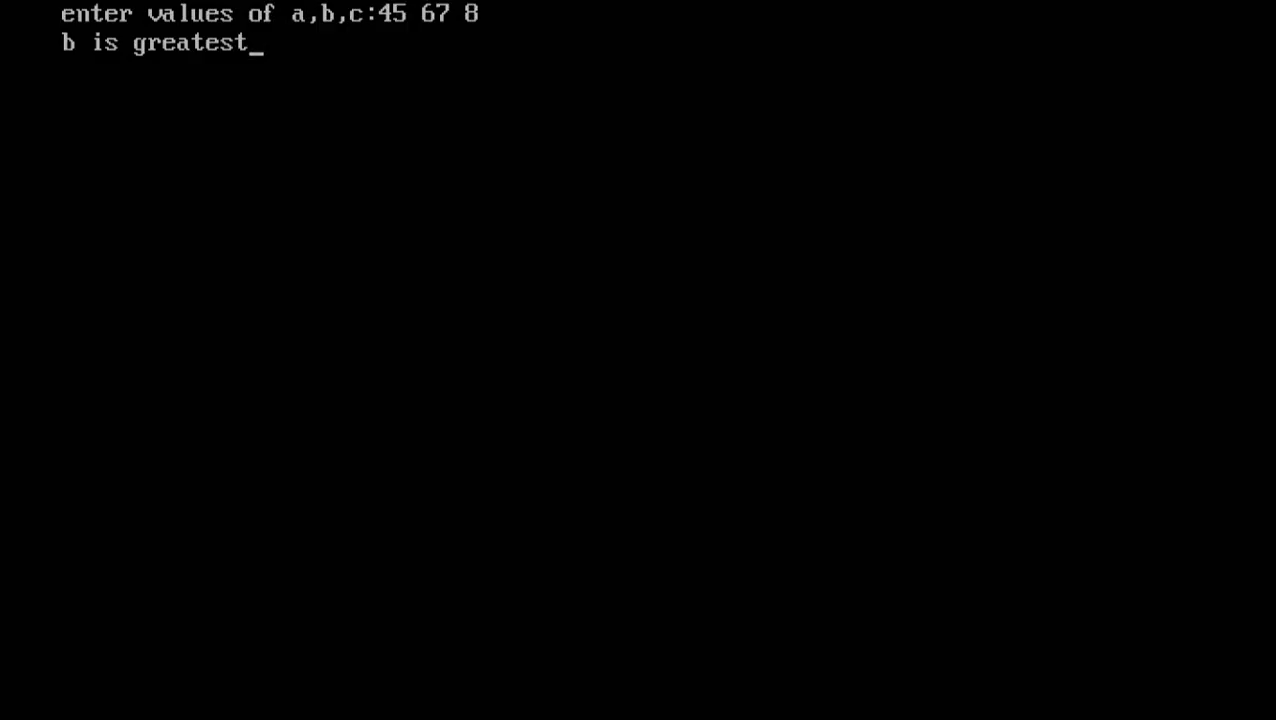 enter values of a,b,c:45 67 8
b is greatest_